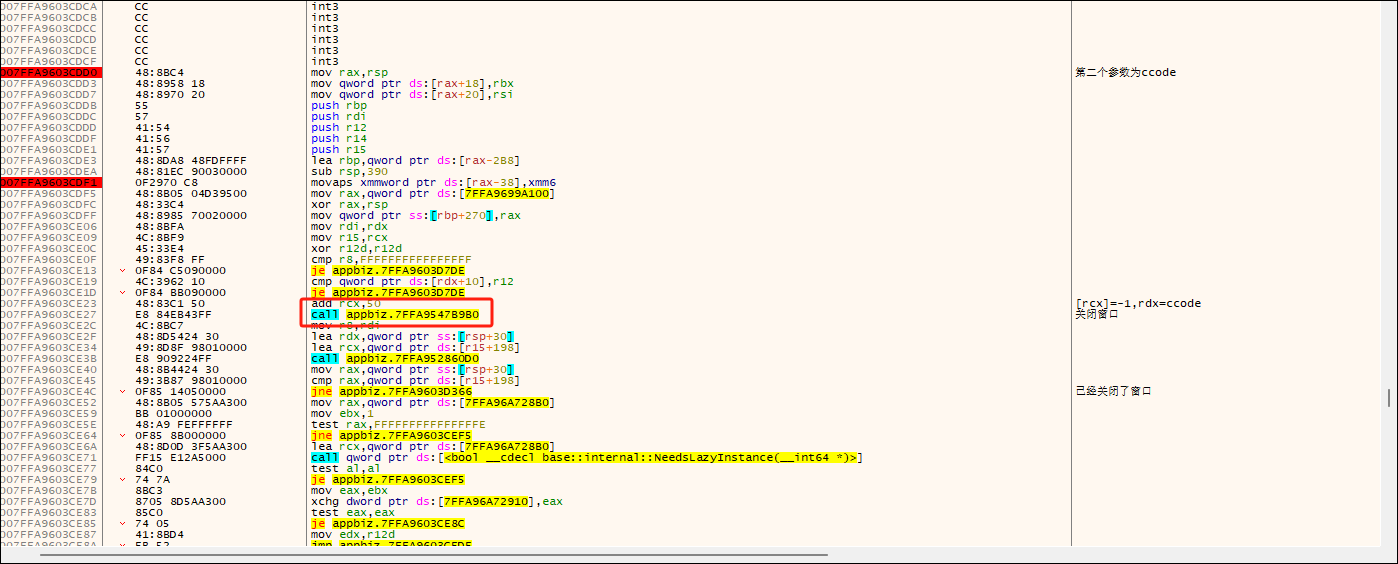 007FFA9603CDCA CC int3
007FFA9603CDCB CC int3
007FFA9603CDCC CC int3
007FFA9603CDCD CC int3
007FFA9603CDCE CC int3
007FFA9603CDCF CC int3
007FFA9603CDD0 48:8BC4 mov rax,rsp 第二个参数为ccode
007FFA9603CDD3 48:8958 18 mov qword ptr ds:[rax+18],rbx
007FFA9603CDD7 48:8970 20 mov qword ptr ds:[rax+20],rsi
007FFA9603CDDB 55 push rbp
007FFA9603CDDC 57 push rdi
007FFA9603CDDD 41:54 push r12
007FFA9603CDDF 41:56 push r14
007FFA9603CDE1 41:57 push r15
007FFA9603CDE3 48:8DA8 48FDFFFF lea rbp,qword ptr ds:[rax-2B8]
007FFA9603CDEA 48:81EC 90030000 sub rsp,390
007FFA9603CDF1 0F2970 C8 movaps xmmword ptr ds:[rax-38],xmm6
007FFA9603CDF5 48:8B05 04D39500 mov rax,qword ptr ds:[7FFA9699A100]
007FFA9603CDFC 48:33C4 xor rax,rsp
007FFA9603CDFF 48:8985 70020000 mov qword ptr ss:[rbp+270],rax
007FFA9603CE06 48:8BFA mov rdi,rdx
007FFA9603CE09 4C:8BF9 mov r15,rcx
007FFA9603CE0C 45:33E4 xor r12d,r12d
007FFA9603CE0F 49:83F8 FF cmp r8,FFFFFFFFFFFFFFFF
007FFA9603CE13 0F84 C5090000 je appbiz.7FFA9603D7DE
007FFA9603CE19 4C:3962 10 cmp qword ptr ds:[rdx+10],r12
007FFA9603CE1D 0F84 BB090000 je appbiz.7FFA9603D7DE
007FFA9603CE23 48:83C1 50 add rcx,50 [rcx]=-1,rdx=ccode
007FFA9603CE27 E8 84EB43FF call appbiz.7FFA9547B9B0 关闭窗口
007FFA9603CE2C 4C:8BC7 mov r8,rdi
007FFA9603CE2F 48:8D5424 30 lea rdx,qword ptr ss:[rsp+30]
007FFA9603CE34 49:8D8F 98010000 lea rcx,qword ptr ds:[r15+198]
007FFA9603CE3B E8 909224FF call appbiz.7FFA952860D0
007FFA9603CE40 48:8B4424 30 mov rax,qword ptr ss:[rsp+30]
007FFA9603CE45 49:3B87 98010000 cmp rax,qword ptr ds:[r15+198]
007FFA9603CE4C 0F85 14050000 jne appbiz.7FFA9603D366 已经关闭了窗口
007FFA9603CE52 48:8B05 575AA300 mov rax,qword ptr ds:[7FFA96A728B0]
007FFA9603CE59 BB 01000000 mov ebx,1
007FFA9603CE5E 48:A9 FEFFFFFF test rax,FFFFFFFFFFFFFFFE
007FFA9603CE64 0F85 8B000000 jne appbiz.7FFA9603CEF5
007FFA9603CE6A 48:8D0D 3F5AA300 lea rcx,qword ptr ds:[7FFA96A728B0]
007FFA9603CE71 FF15 E12A5000 call qword ptr ds:[<bool __cdecl base::internal::NeedsLazyInstance(__int64 *)>]
007FFA9603CE77 84C0 test al,al
007FFA9603CE79 74 7A je appbiz.7FFA9603CEF5
007FFA9603CE7B 8BC3 mov eax,ebx
007FFA9603CE7D 8705 8D5AA300 xchg dword ptr ds:[7FFA96A72910],eax
007FFA9603CE83 85C0 test eax,eax
007FFA9603CE85 74 05 je appbiz.7FFA9603CE8C
007FFA9603CE87 41:8BD4 mov edx,r12d